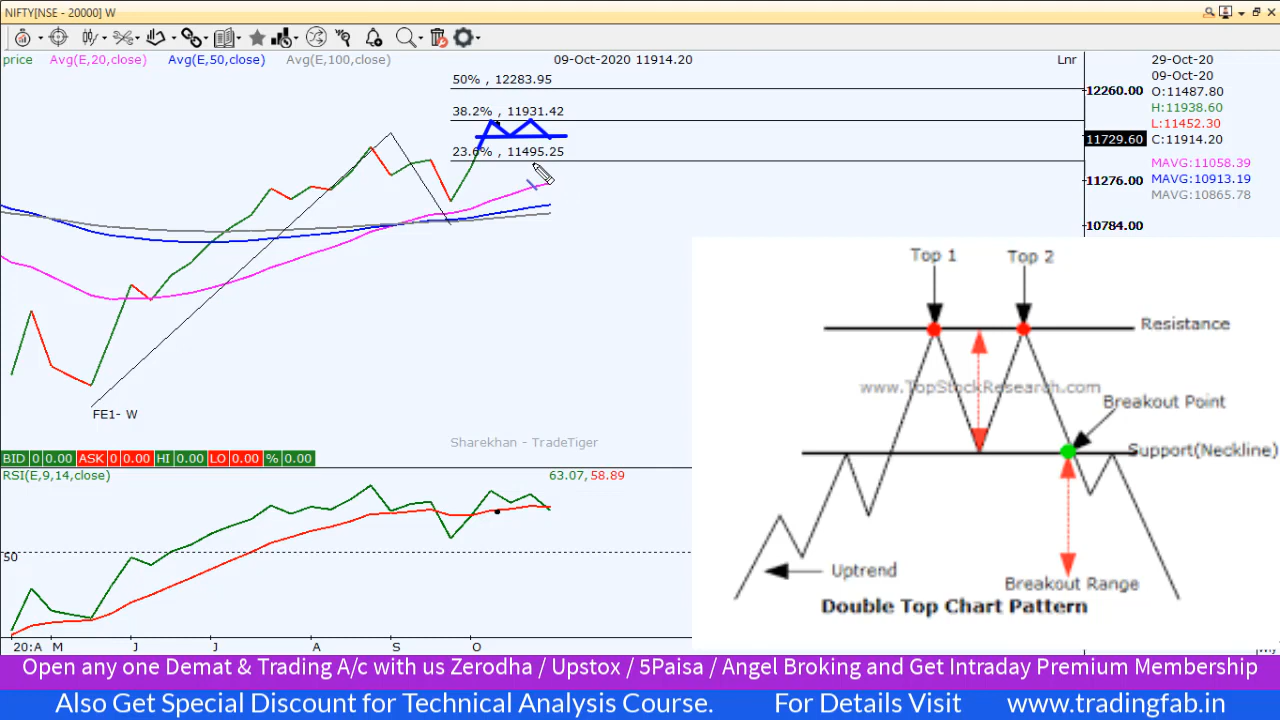 NIFTY[NSE - 20000] W
price Avg(E,20,close) Avg(E,50,close) Avg(E,100,close) 09-Oct-2020 11914.20 Lnr 29-Oct-20
09-Oct-20
50% , 12283.95
12260.00 O:11487.80
38.2% , 11931.42 H:11938.60
L:11452.30
11729.60 C:11914.20
23.6% , 11495.25
MAVG:11058.39
11276.00 MAVG:10913.19
MAVG:10865.78
10784.00
FE1- W
Sharekhan - TradeTiger
BID 0 0.00 ASK 0 0.00 HI 0.00 LO 0.00 % 0.00
RSI(E,9,14,close) 63.07, 58.89
50
20:A M J J A S O
Top 1 Top 2
Resistance
www.TopStockResearch.com
Breakout Point
Support(Neckline)
Uptrend
Breakout Range
Double Top Chart Pattern
Open any one Demat & Trading A/c with us Zerodha / Upstox / 5Paisa / Angel Broking and Get Intraday Premium Membership
Also Get Special Discount for Technical Analysis Course. For Details Visit www.tradingfab.in